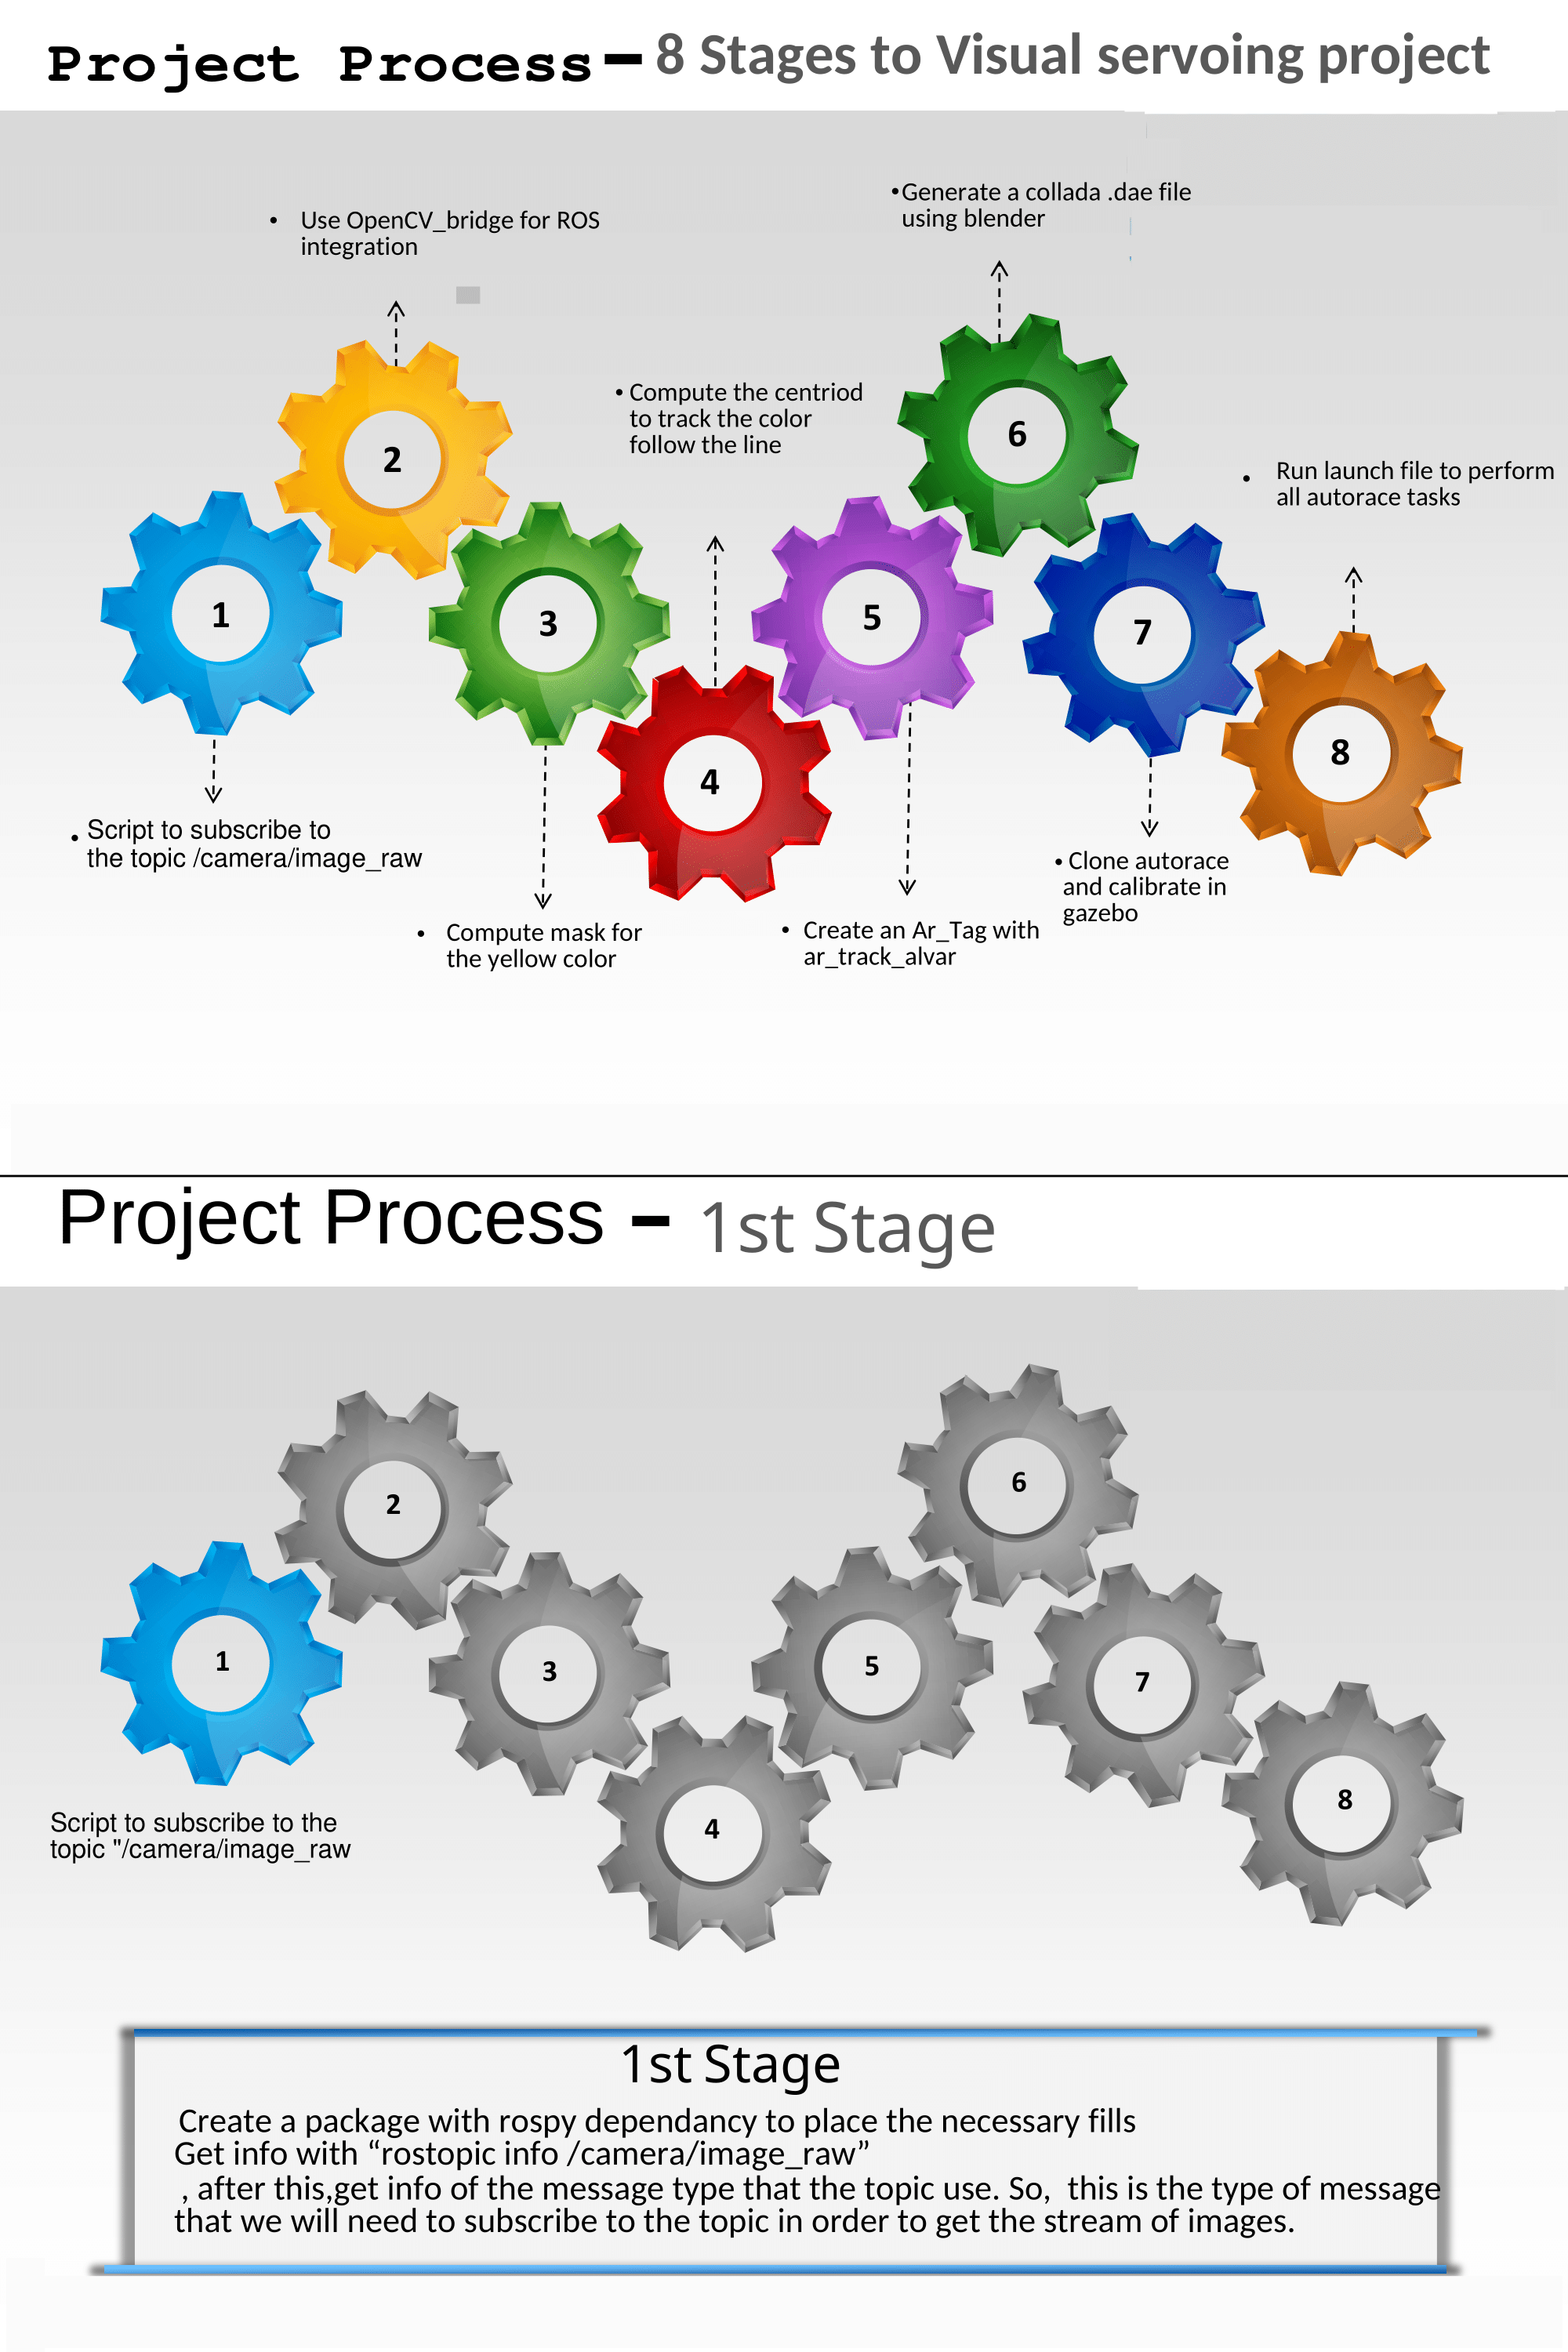 Project Process – 8 Stages to Visual servoing project
•Generate a collada .dae file
using blender
• Use OpenCV_bridge for ROS
integration
• Compute the centriod
to track the color
follow the line
• Run launch file to perform
all autorace tasks
1
2
3
4
5
6
7
8
• Script to subscribe to
the topic /camera/image_raw
• Compute mask for
the yellow color
• Create an Ar_Tag with
ar_track_alvar
• Clone autorace
and calibrate in
gazebo
Project Process – 1st Stage
1
2
3
4
5
6
7
8
Script to subscribe to the
topic "/camera/image_raw
1st Stage
Create a package with rospy dependancy to place the necessary fills
Get info with “rostopic info /camera/image_raw”
, after this,get info of the message type that the topic use. So, this is the type of message
that we will need to subscribe to the topic in order to get the stream of images.